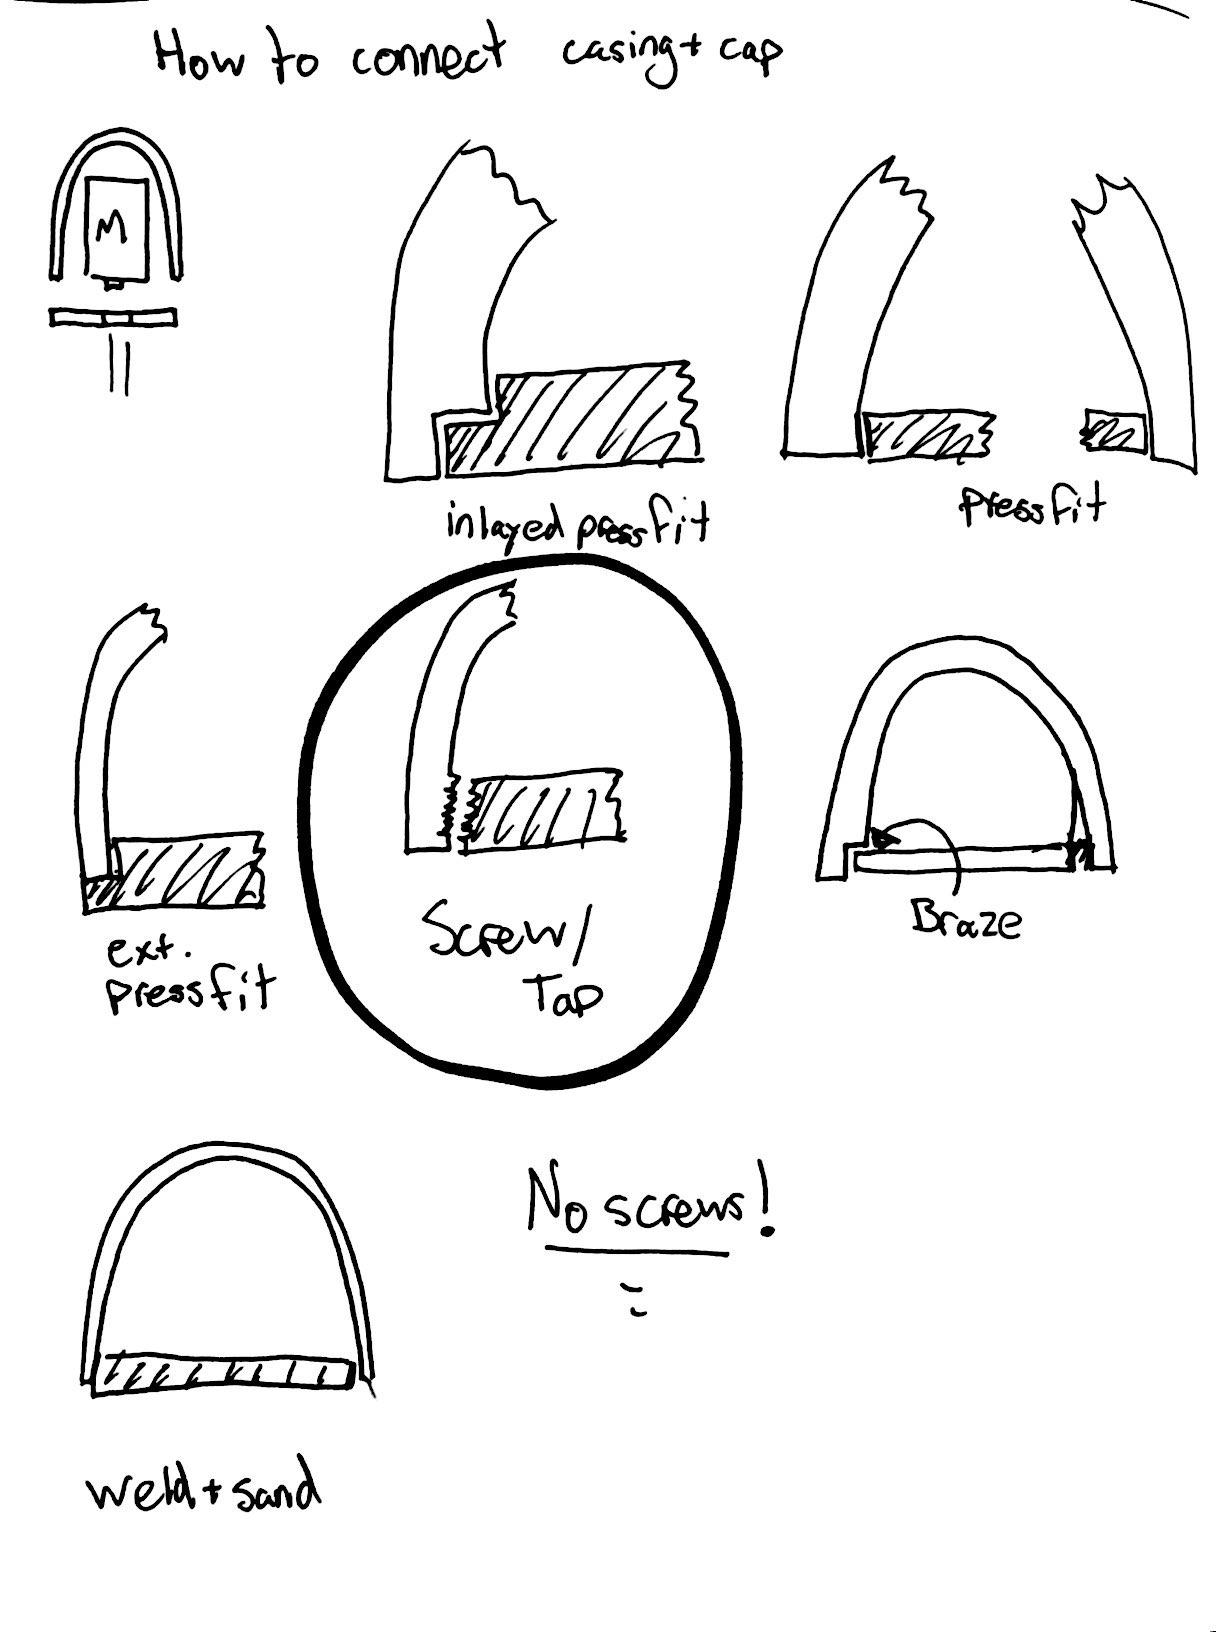 How to connect casing + cap
M
inlayed pressfit
pressfit
ext.
pressfit
Screw/
Tap
Braze
No screws!
weld + sand